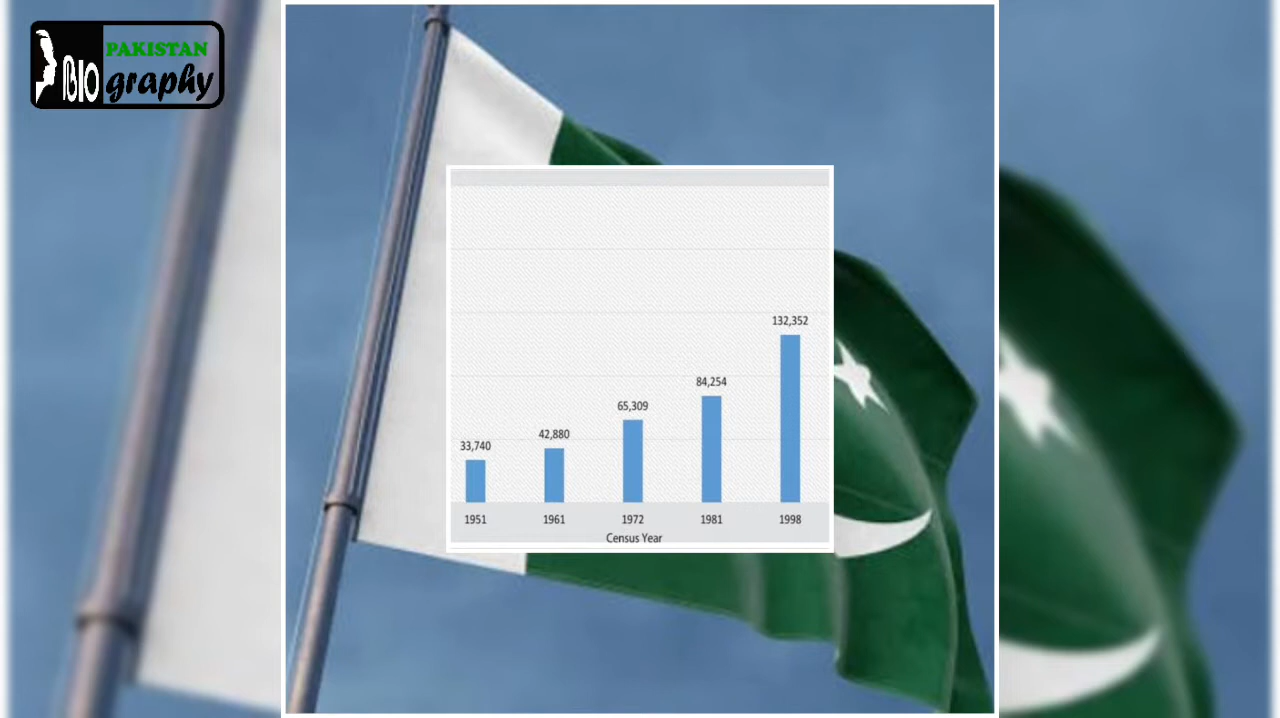 PAKISTAN
BIOgraphy
132,352
84,254
65,309
42,880
33,740
1951 1961 1972 1981 1998
Census Year